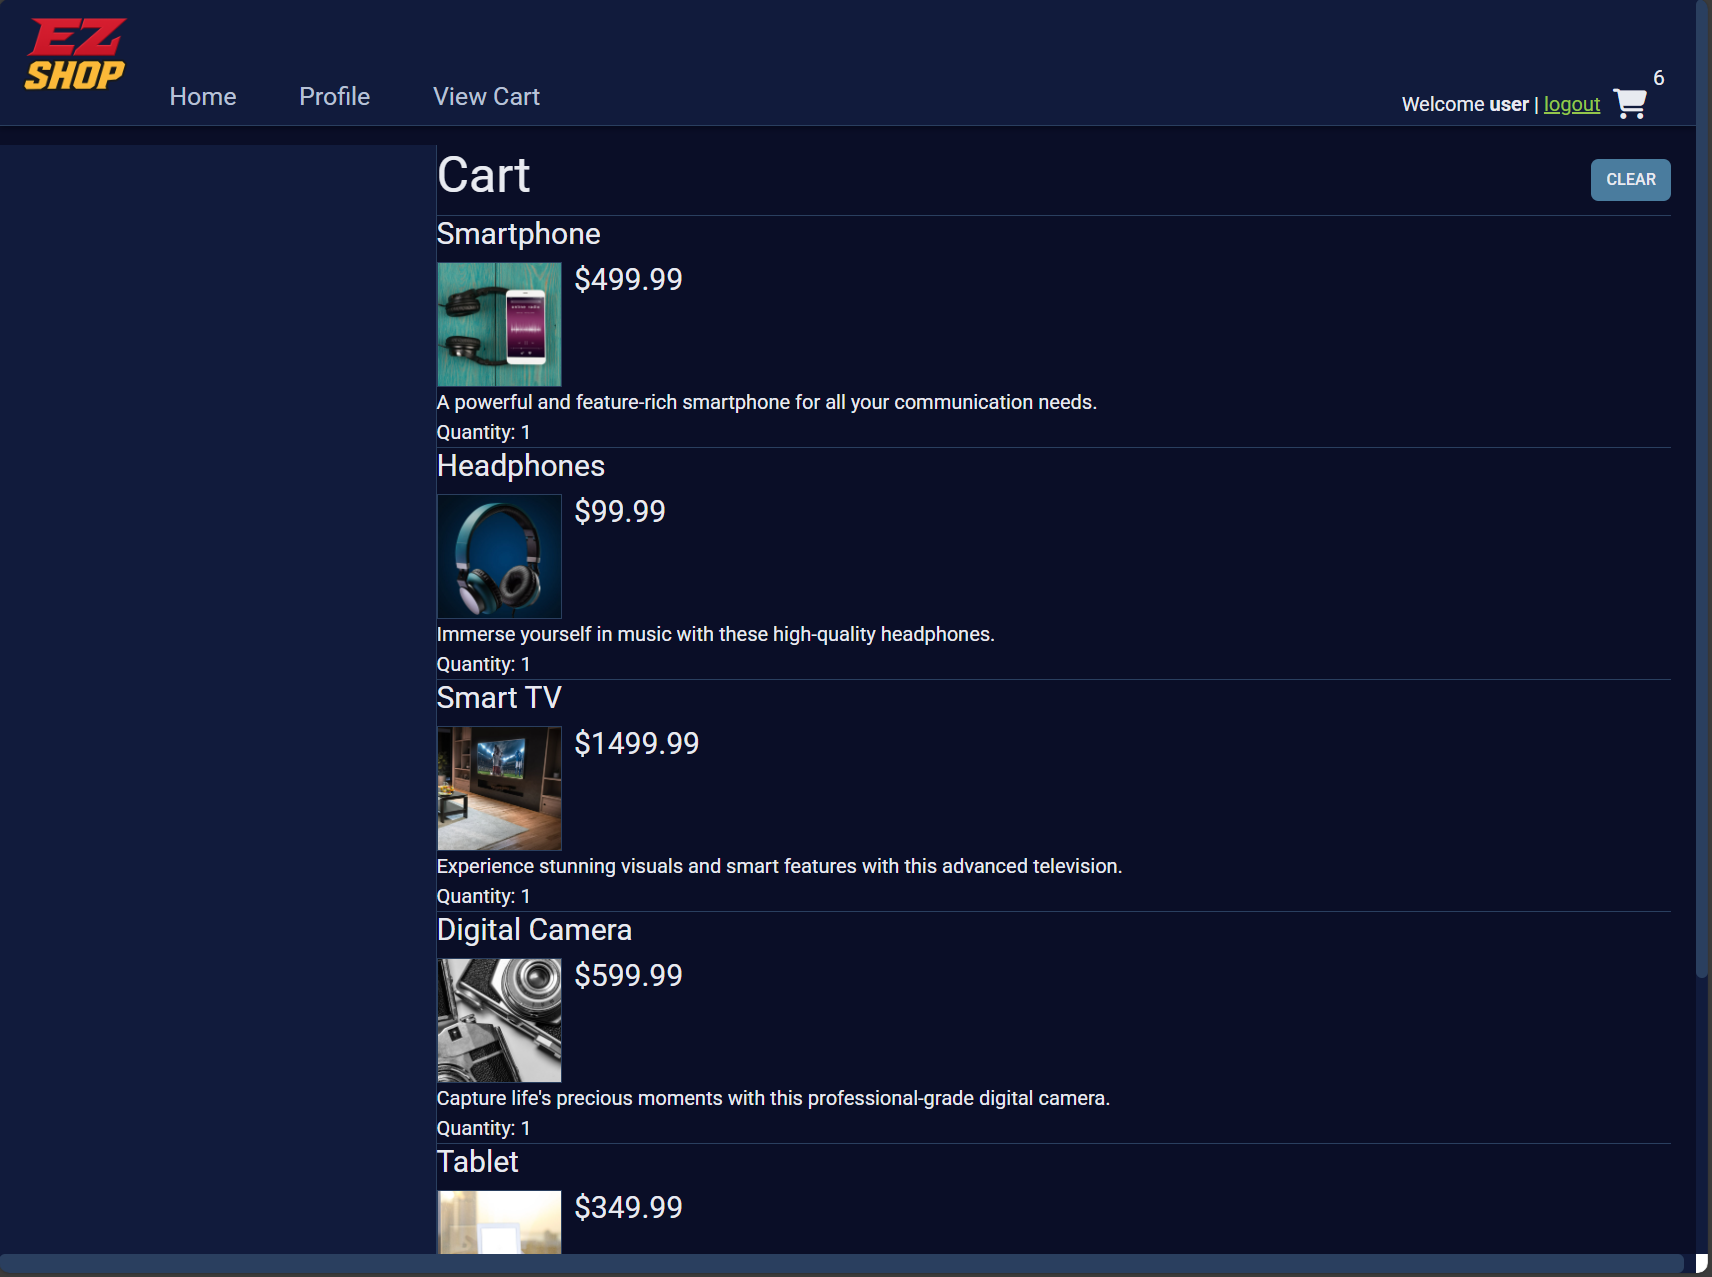 EZ
SHOP
Home Profile View Cart
Welcome user | logout
6
Cart
CLEAR
Smartphone
$499.99
A powerful and feature-rich smartphone for all your communication needs.
Quantity: 1
Headphones
$99.99
Immerse yourself in music with these high-quality headphones.
Quantity: 1
Smart TV
$1499.99
Experience stunning visuals and smart features with this advanced television.
Quantity: 1
Digital Camera
$599.99
Capture life's precious moments with this professional-grade digital camera.
Quantity: 1
Tablet
$349.99